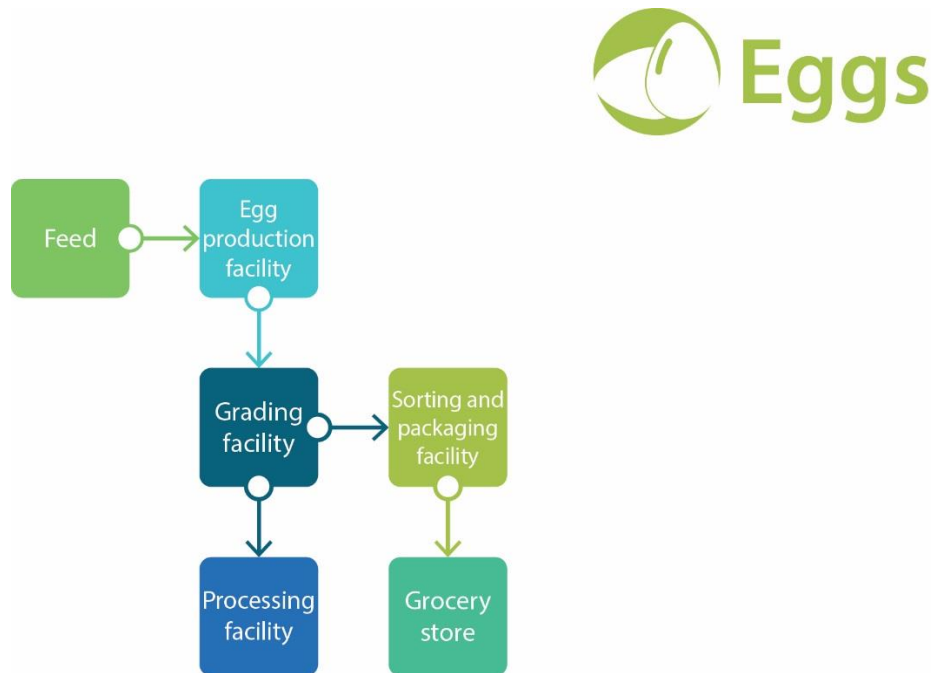 Eggs
Feed
Egg
production
facility
Grading
facility
Sorting and
packaging
facility
Processing
facility
Grocery
store